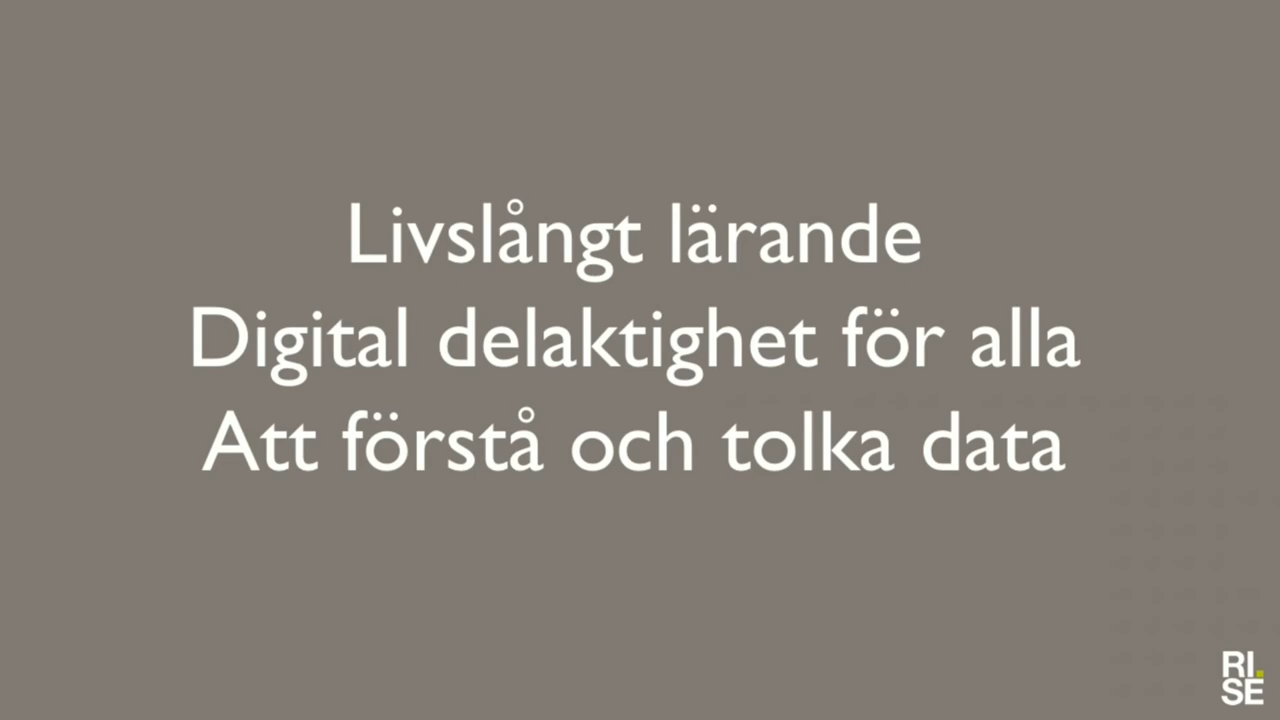 Livslångt lärande
Digital delaktighet för alla
Att förstå och tolka data
RI.
SE